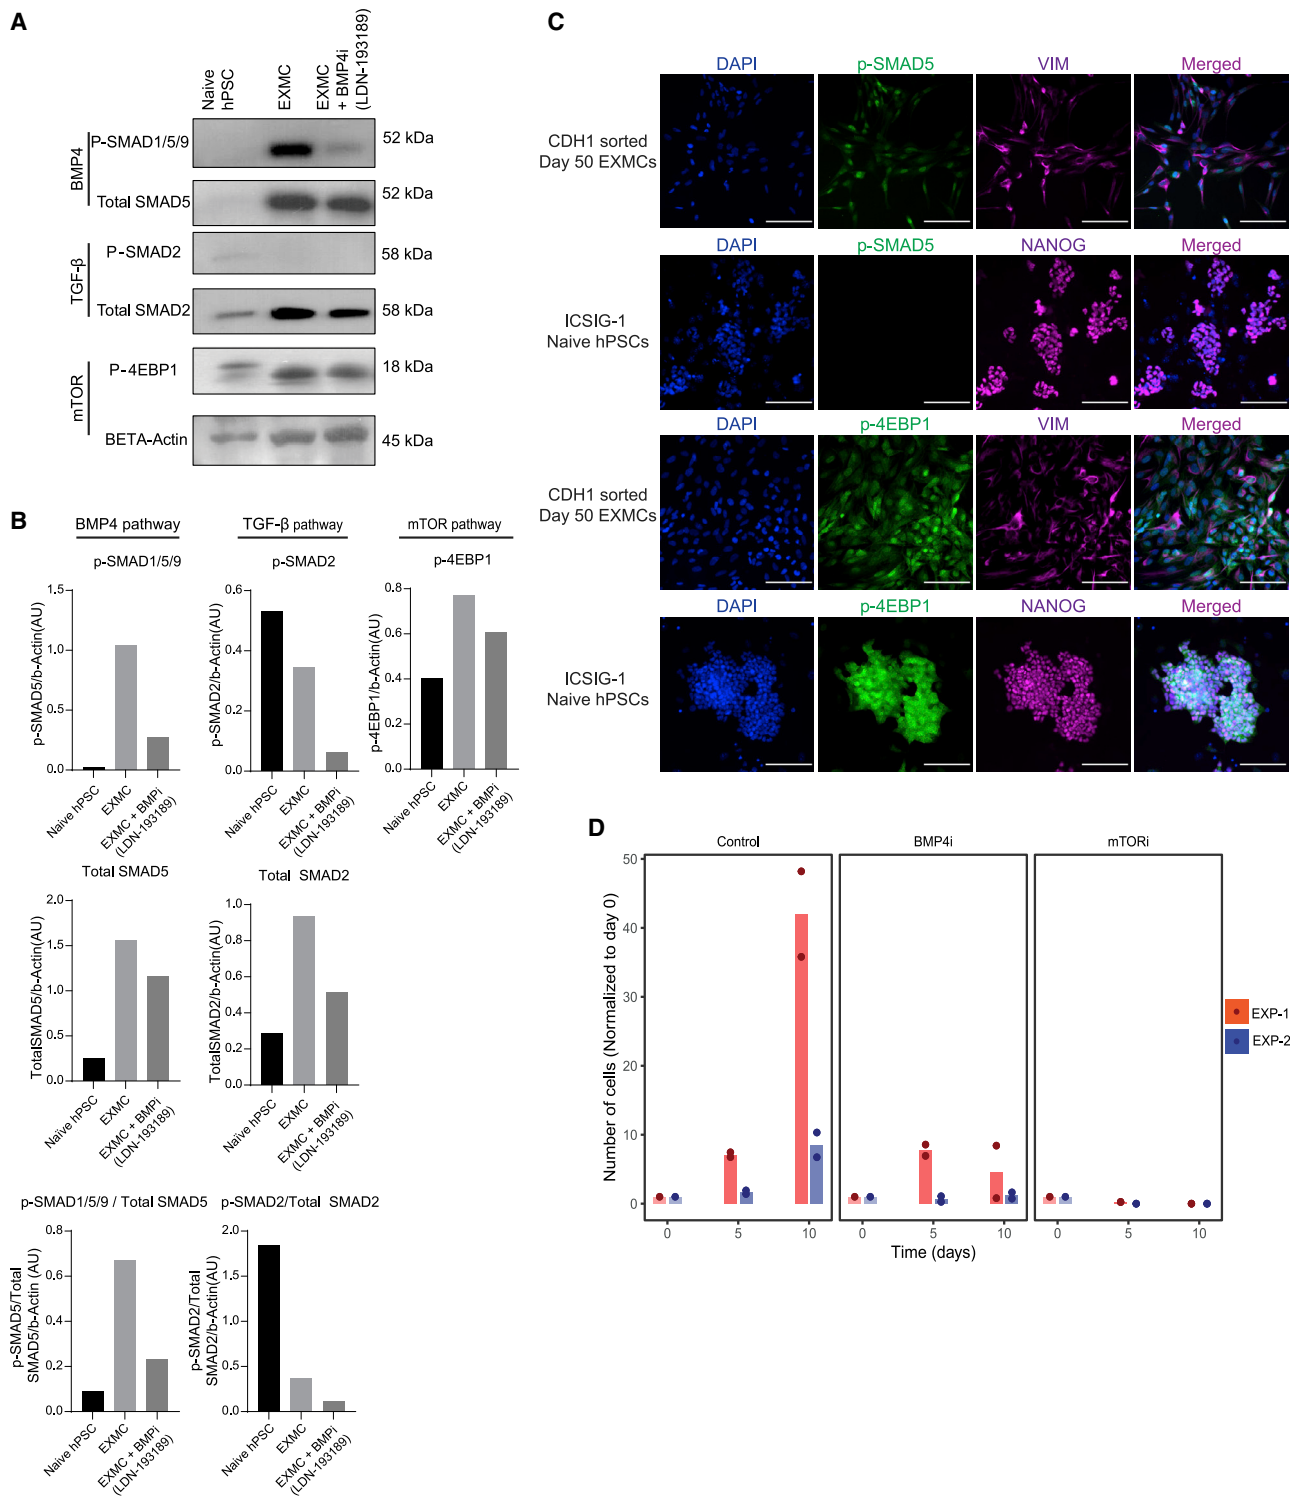 A
Naive
hPSC
EXMC
EXMC
+ BMP4i
(LDN-193189)
BMP4
P-SMAD1/5/9
52 kDa
Total SMAD5
52 kDa
TGF-β
P-SMAD2
58 kDa
Total SMAD2
58 kDa
mTOR
P-4EBP1
18 kDa
BETA-Actin
45 kDa
B
BMP4 pathway
TGF-β pathway
mTOR pathway
p-SMAD1/5/9
p-SMAD5/b-Actin(AU)
1.5
1.0
0.5
0.0
Naive hPSC
EXMC
EXMC + BMPi
(LDN-193189)
p-SMAD2
p-SMAD2/b-Actin(AU)
0.6
0.4
0.2
0.0
Naive hPSC
EXMC
EXMC + BMPi
(LDN-193189)
p-4EBP1
p-4EBP1/b-Actin(AU)
0.8
0.6
0.4
0.2
0.0
Naive hPSC
EXMC
EXMC + BMPi
(LDN-193189)
Total SMAD5
TotalSMAD5/b-Actin(AU)
2.0
1.5
1.0
0.5
0.0
Naïve hPSC
EXMC
EXMC + BMPi
(LDN-193189)
Total SMAD2
TotalSMAD2/b-Actin(AU)
1.0
0.8
0.6
0.4
0.2
0.0
Naïve hPSC
EXMC
EXMC + BMPi
(LDN-193189)
p-SMAD1/5/9 / Total SMAD5
p-SMAD5/Total
SMAD5/b-Actin (AU)
0.8
0.6
0.4
0.2
0.0
Naive hPSC
EXMC
EXMC + BMPi
(LDN-193189)
p-SMAD2/Total SMAD2
p-SMAD2/Total
SMAD2/b-Actin(AU)
2.0
1.5
1.0
0.5
0.0
Naive hPSC
EXMC
EXMC + BMPi
(LDN-193189)
C
DAPI
p-SMAD5
VIM
Merged
CDH1 sorted
Day 50 EXMCs
DAPI
p-SMAD5
NANOG
Merged
ICSIG-1
Naive hPSCs
DAPI
p-4EBP1
VIM
Merged
CDH1 sorted
Day 50 EXMCs
DAPI
p-4EBP1
NANOG
Merged
ICSIG-1
Naive hPSCs
D
Control
BMP4i
mTORi
Number of cells (Normalized to day 0)
50
40
30
20
10
0
0
5
10
0
5
10
0
5
10
Time (days)
EXP-1
EXP-2